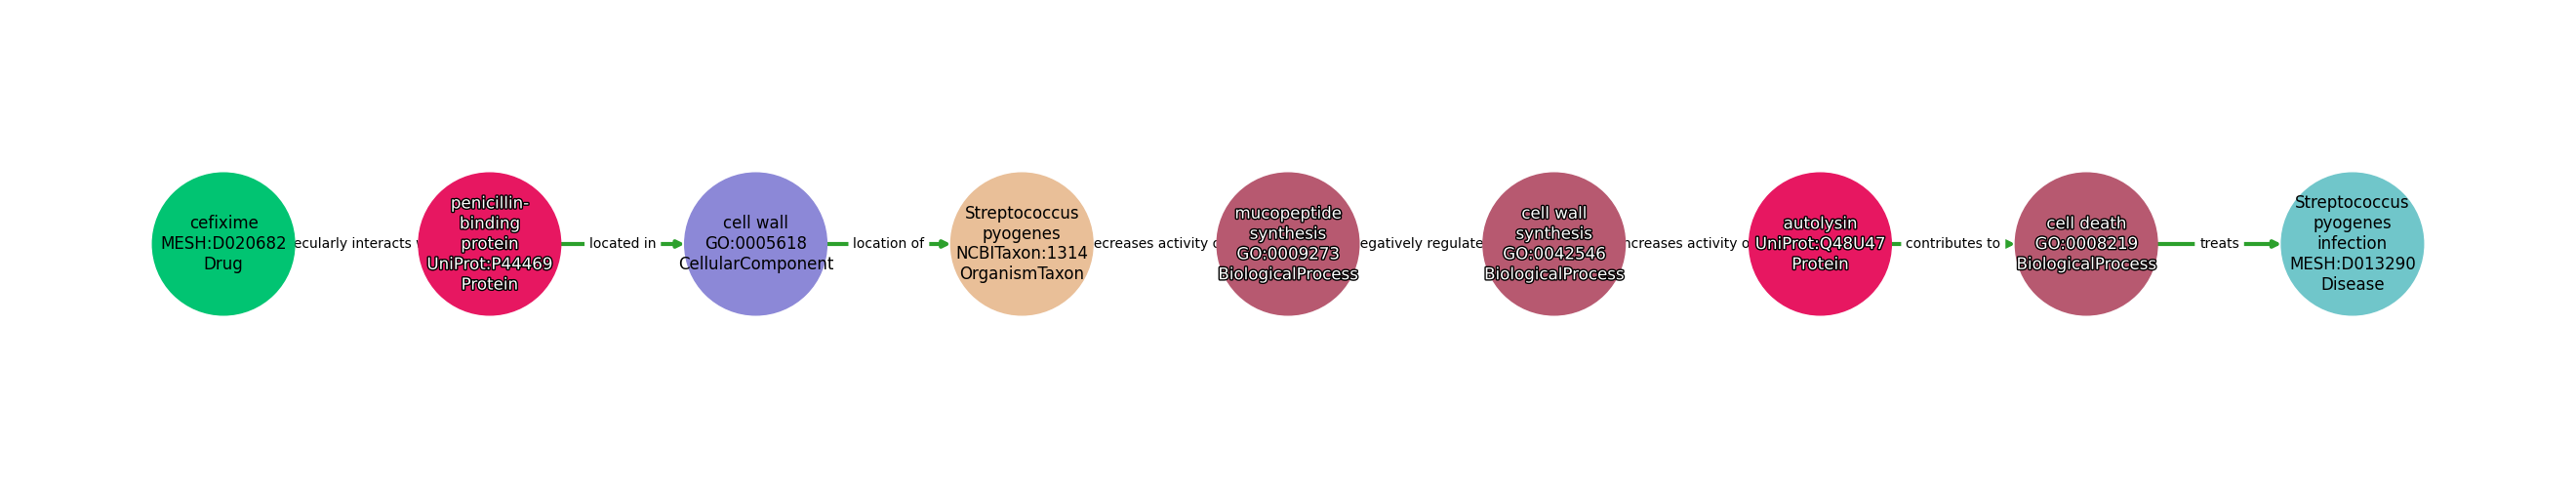 cefixime
MESH:D020682
Drug
ecularly interacts
penicillin-
binding
protein
UniProt:P44469
Protein
located in
cell wall
GO:0005618
CellularComponent
location of
Streptococcus
pyogenes
NCBITaxon:1314
OrganismTaxon
ecreases activity
mucopeptide
synthesis
GO:0009273
BiologicalProcess
egatively regulate
cell wall
synthesis
GO:0042546
BiologicalProcess
ncreases activity
autolysin
UniProt:Q48U47
Protein
contributes to
cell death
GO:0008219
BiologicalProcess
treats
Streptococcus
pyogenes
infection
MESH:D013290
Disease